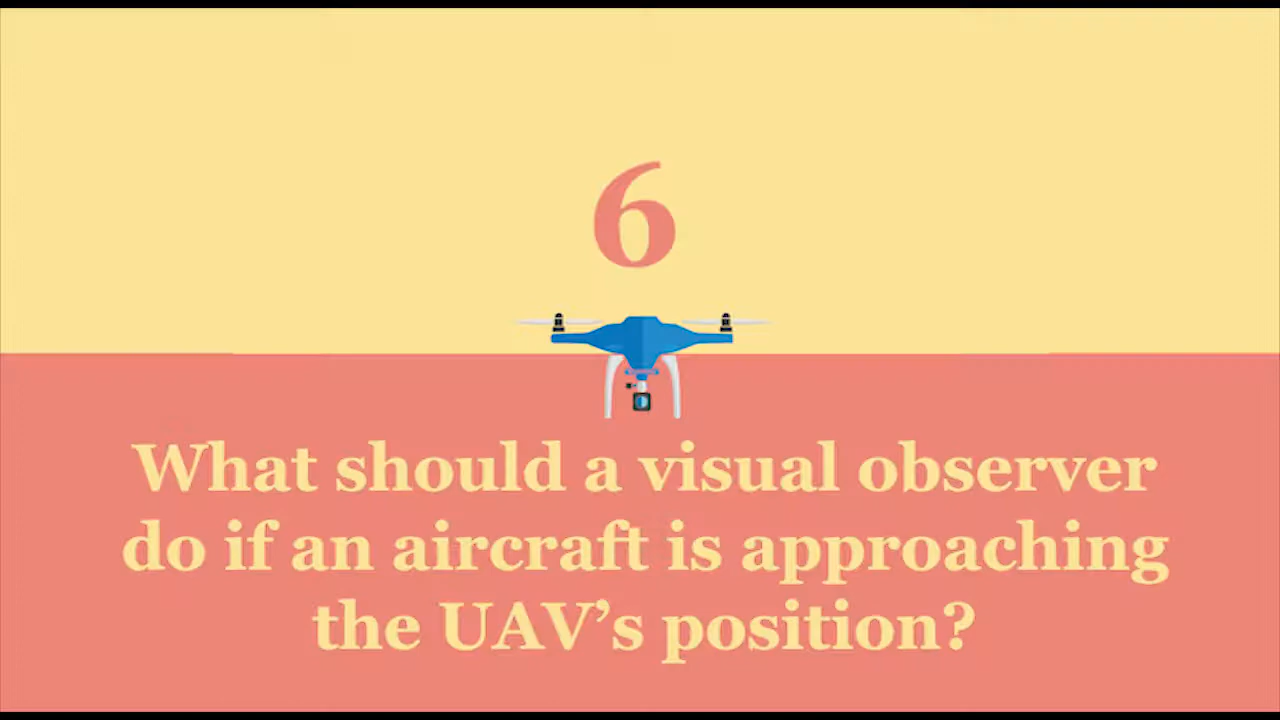 6
What should a visual observer
do if an aircraft is approaching
the UAV’s position?